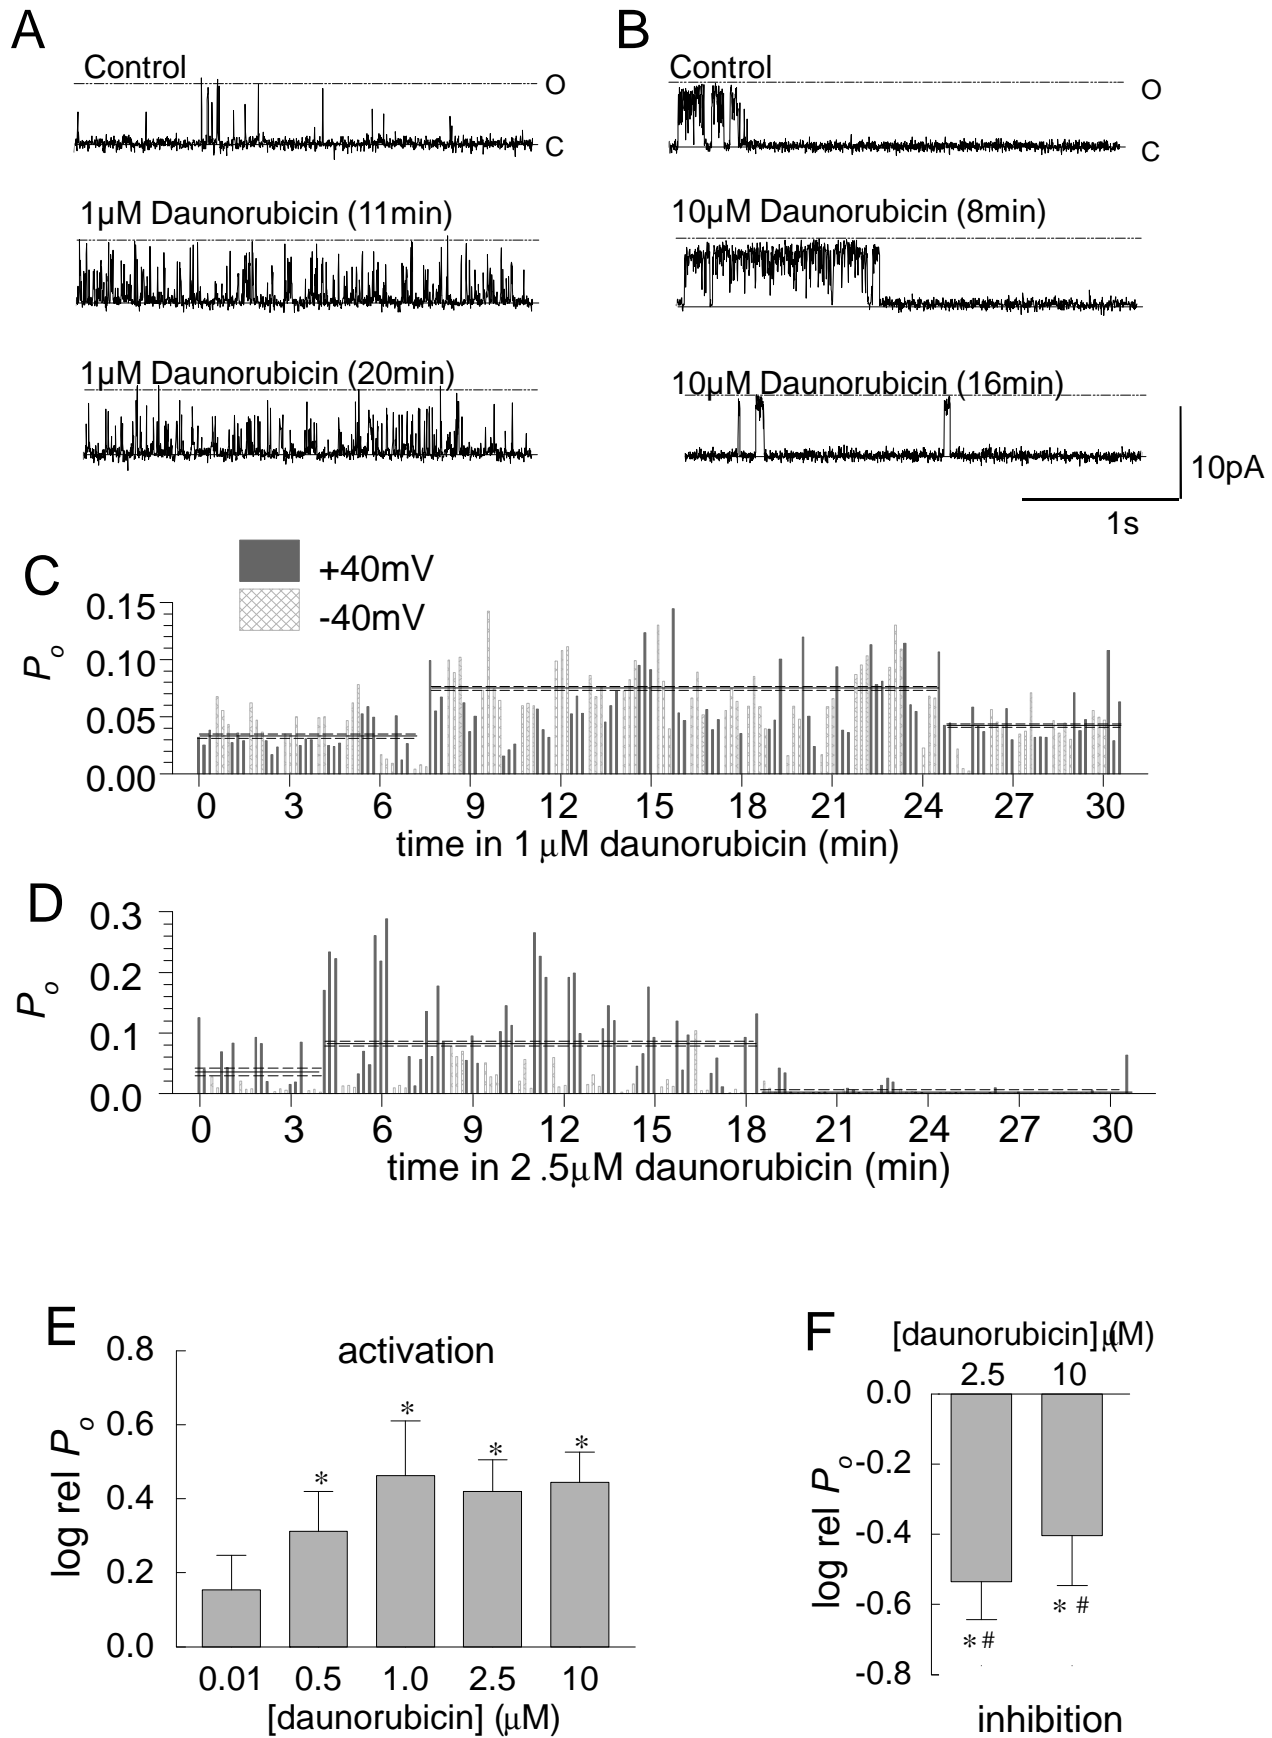 A
B
Control
O
C
Control
O
C
1μM Daunorubicin (11min)
10μM Daunorubicin (8min)
1μM Daunorubicin (20min)
10μM Daunorubicin (16min)
10pA
1s
C
+40mV
-40mV
0.15
0.10
0.05
0.00
Po
0 3 6 9 12 15 18 21 24 27 30
time in 1 μM daunorubicin (min)
D
0.3
0.2
0.1
0.0
Po
0 3 6 9 12 15 18 21 24 27 30
time in 2 .5μM daunorubicin (min)
E
activation
0.8
0.6
0.4
0.2
0.0
log rel Po
* * * *
0.01 0.5 1.0 2.5 10
[daunorubicin] (μM)
F
[daunorubicin] (μM)
2.5 10
0.0
-0.2
-0.4
-0.6
-0.8
log rel Po
* #
* #
inhibition